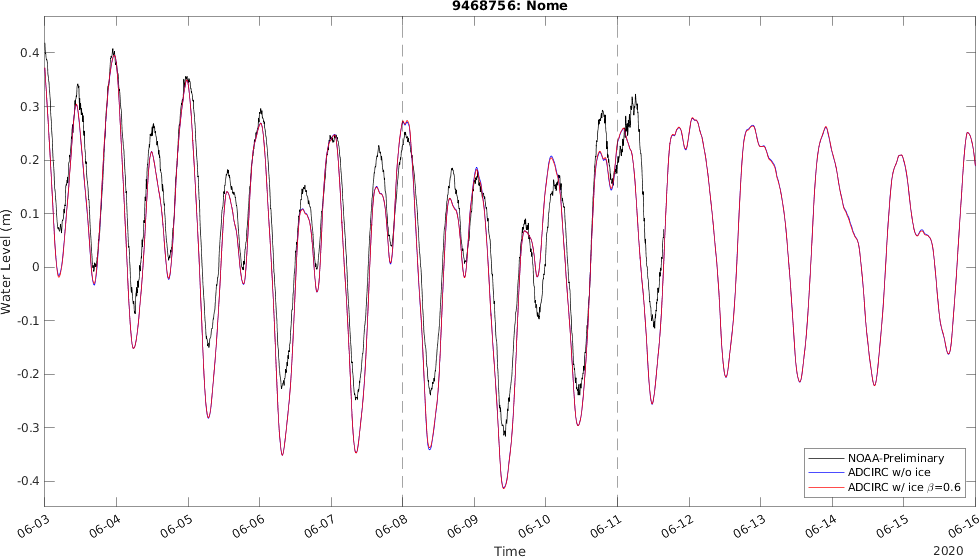 9468756: Nome
Water Level (m)
0.4
0.3
0.2
0.1
0
-0.1
-0.2
-0.3
-0.4
NOAA-Preliminary
ADCIRC w/o ice
ADCIRC w/ ice β=0.6
06-03 06-04 06-05 06-06 06-07 06-08 06-09 06-10 06-11 06-12 06-13 06-14 06-15 06-16
Time
2020